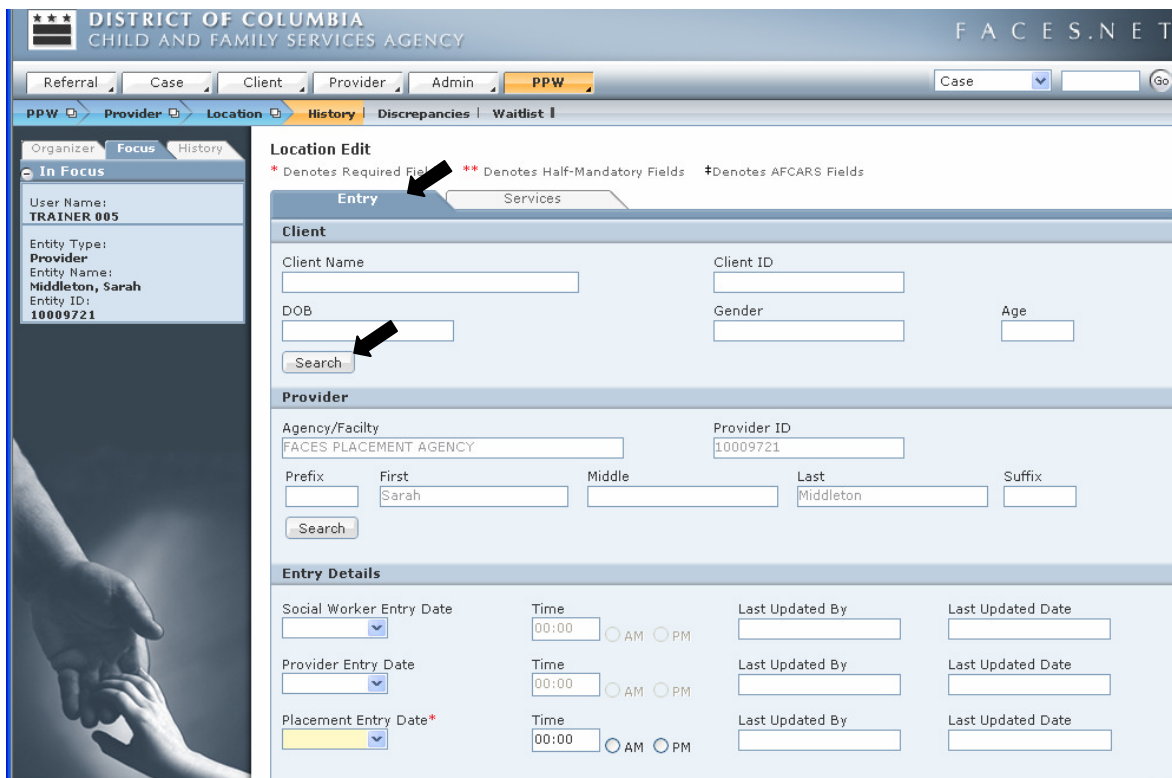 DISTRICT OF COLUMBIA
CHILD AND FAMILY SERVICES AGENCY
FACES.NET
Referral Case Client Provider Admin PPW Case Go
PPW Provider Location History | Discrepancies | Waitlist
Organizer Focus History
In Focus
User Name:
TRAINER 005
Entity Type:
Provider
Entity Name:
Middleton, Sarah
Entity ID:
10009721
Location Edit
* Denotes Required ** Denotes Half-Mandatory Fields ‡Denotes AFCARS Fields
Entry Services
Client
Client Name Client ID
DOB Gender Age
Search
Provider
Agency/Facilty Provider ID
FACES PLACEMENT AGENCY 10009721
Prefix First Middle Last Suffix
Sarah Middleton
Search
Entry Details
Social Worker Entry Date Time Last Updated By Last Updated Date
00:00 AM PM
Provider Entry Date Time Last Updated By Last Updated Date
00:00 AM PM
Placement Entry Date* Time Last Updated By Last Updated Date
00:00 AM PM